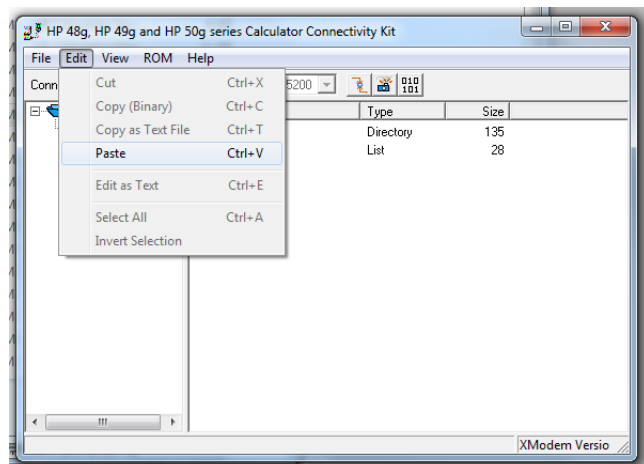 HP 48g, HP 49g and HP 50g series Calculator Connectivity Kit
File Edit View ROM Help
Conn 5200
Cut Ctrl+X
Copy (Binary) Ctrl+C
Copy as Text File Ctrl+T
Paste Ctrl+V
Edit as Text Ctrl+E
Select All Ctrl+A
Invert Selection
Type Size
Directory 135
List 28
XModem Versio